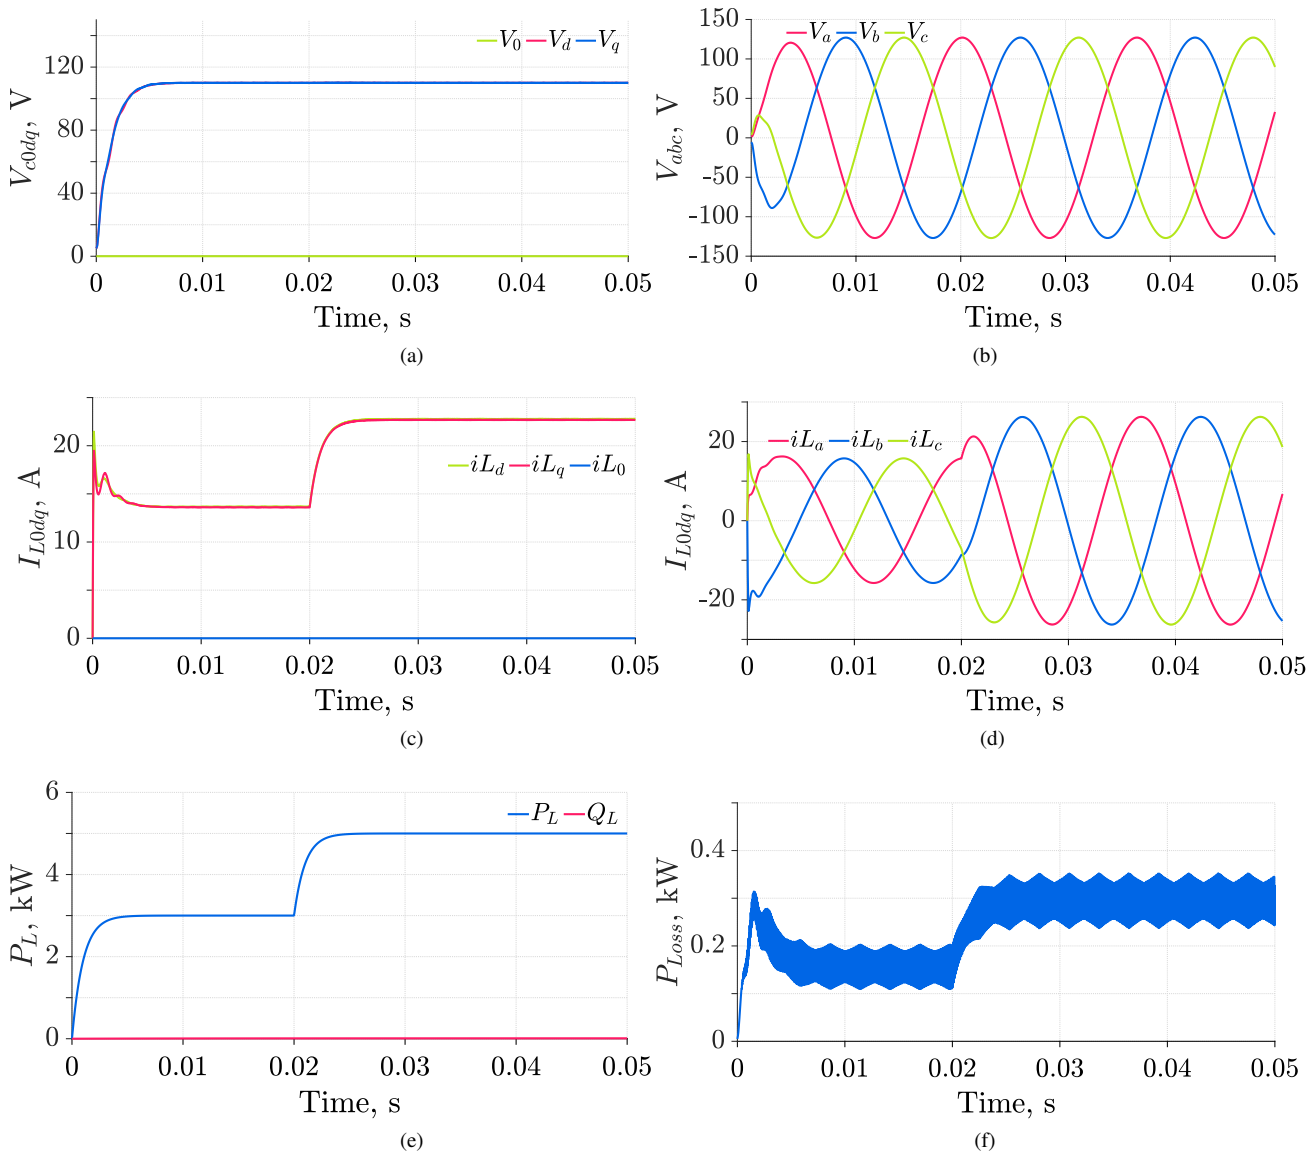 V0 Vd Vq
120
80
40
0
Vc0dq, V
0 0.01 0.02 0.03 0.04 0.05
Time, s
(a)
Va Vb Vc
150
100
50
0
-50
-100
-150
Vabc, V
0 0.01 0.02 0.03 0.04 0.05
Time, s
(b)
20
10
0
IL0dq, A
iLd iLq iL0
0 0.01 0.02 0.03 0.04 0.05
Time, s
(c)
iLa iLb iLc
20
0
-20
IL0dq, A
0 0.01 0.02 0.03 0.04 0.05
Time, s
(d)
6
4
2
0
PL, kW
PL QL
0 0.01 0.02 0.03 0.04 0.05
Time, s
(e)
0.4
0.2
0
PLoss, kW
0 0.01 0.02 0.03 0.04 0.05
Time, s
(f)